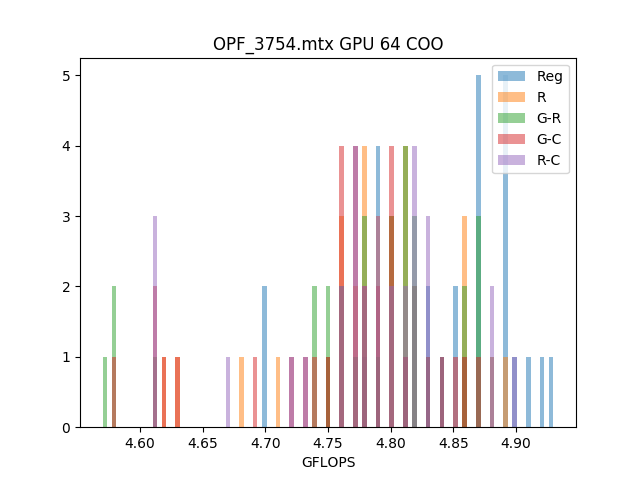 OPF_3754.mtx GPU 64 COO
5
4
3
2
1
0
Reg
R
G-R
G-C
R-C
4.60 4.65 4.70 4.75 4.80 4.85 4.90
GFLOPS